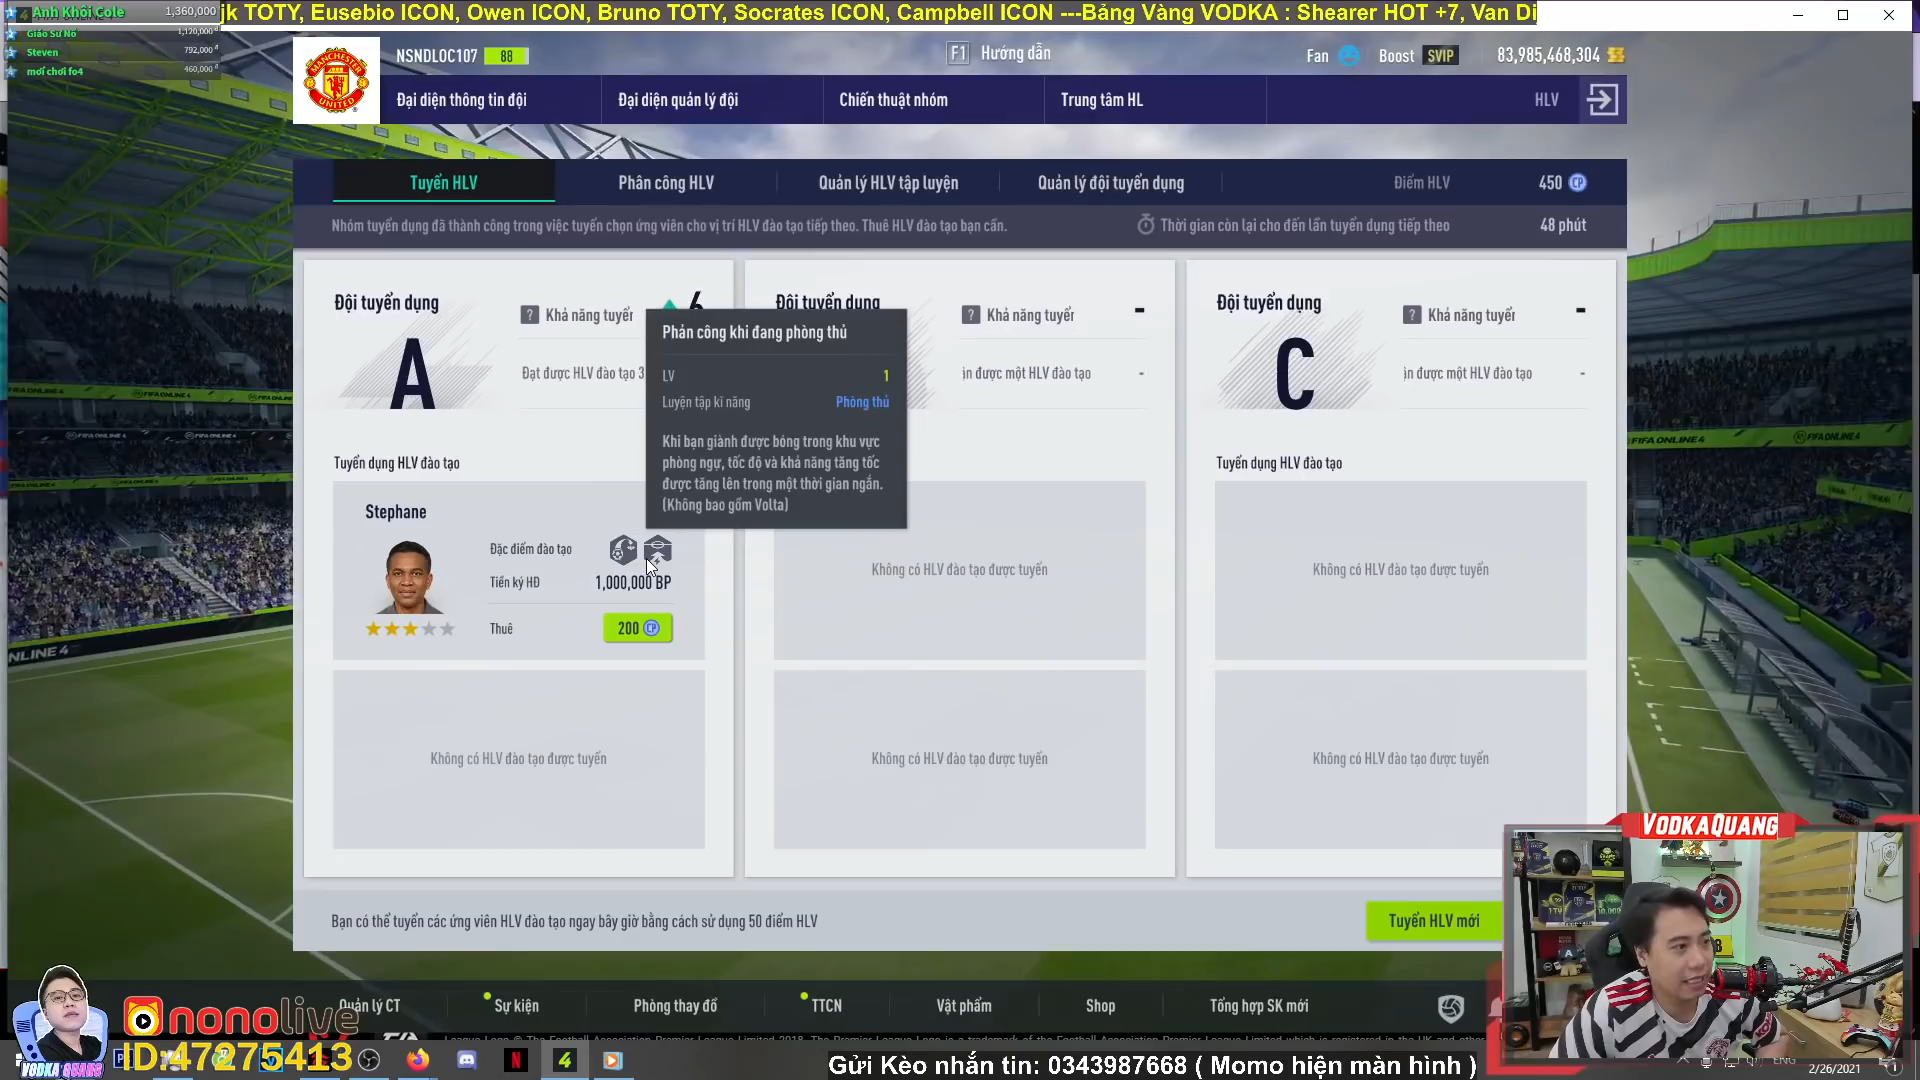 Anh Khôi Cole 1,360,000 đ
Giáo Sư Nổ 1,120,000 đ
Steven 792,000 đ
mới chơi fo4 460,000 đ
jk TOTY, Eusebio ICON, Owen ICON, Bruno TOTY, Socrates ICON, Campbell ICON ---Bảng Vàng VODKA : Shearer HOT +7, Van Di
MANCHESTER
UNITED
NSNDLOC107 88
F1 Hướng dẫn
Fan Boost SVIP 83,985,468,304
Đại diện thông tin đội
Đại diện quản lý đội
Chiến thuật nhóm
Trung tâm HL
HLV
Tuyển HLV
Phân công HLV
Quản lý HLV tập luyện
Quản lý đội tuyển dụng
Điểm HLV
450 CP
Nhóm tuyển dụng đã thành công trong việc tuyển chọn ứng viên cho vị trí HLV đào tạo tiếp theo. Thuê HLV đào tạo bạn cần.
Thời gian còn lại cho đến lần tuyển dụng tiếp theo
48 phút
Đội tuyển dụng
A
? Khả năng tuyển
6
Đạt được HLV đào tạo 3
Tuyển dụng HLV đào tạo
Stephane
Đặc điểm đào tạo
Tiền ký HĐ 1,000,000 BP
Thuê 200 CP
Không có HLV đào tạo được tuyển
Phản công khi đang phòng thủ
LV 1
Luyện tập kĩ năng Phòng thủ
Khi bạn giành được bóng trong khu vực
phòng ngự, tốc độ và khả năng tăng tốc
được tăng lên trong một thời gian ngắn.
(Không bao gồm Volta)
Đội tuyển dụng
? Khả năng tuyển -
ận được một HLV đào tạo -
Không có HLV đào tạo được tuyển
Không có HLV đào tạo được tuyển
Đội tuyển dụng
C
? Khả năng tuyển -
ận được một HLV đào tạo -
Tuyển dụng HLV đào tạo
Không có HLV đào tạo được tuyển
Không có HLV đào tạo được tuyển
Bạn có thể tuyển các ứng viên HLV đào tạo ngay bây giờ bằng cách sử dụng 50 điểm HLV
Tuyển HLV mới
FIFA ONLINE 4
NLINE 4
VODKAQUANG
Quản lý CT
Sự kiện
Phòng thay đồ
TTCN
Vật phẩm
Shop
Tổng hợp SK mới
nonolive
ID:47275413
VODKA QUANG
Gửi Kèo nhắn tin: 0343987668 ( Momo hiện màn hình )
ENG
2/26/2021